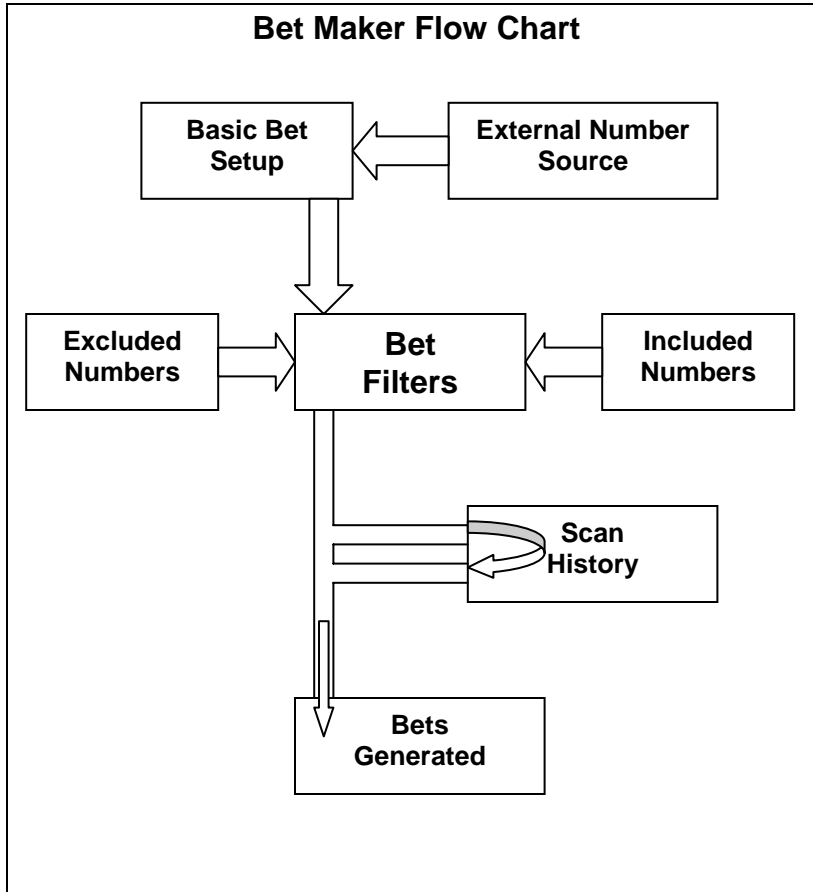 Bet Maker Flow Chart
Basic Bet
Setup
External Number
Source
Excluded
Numbers
Bet
Filters
Included
Numbers
Scan
History
Bets
Generated